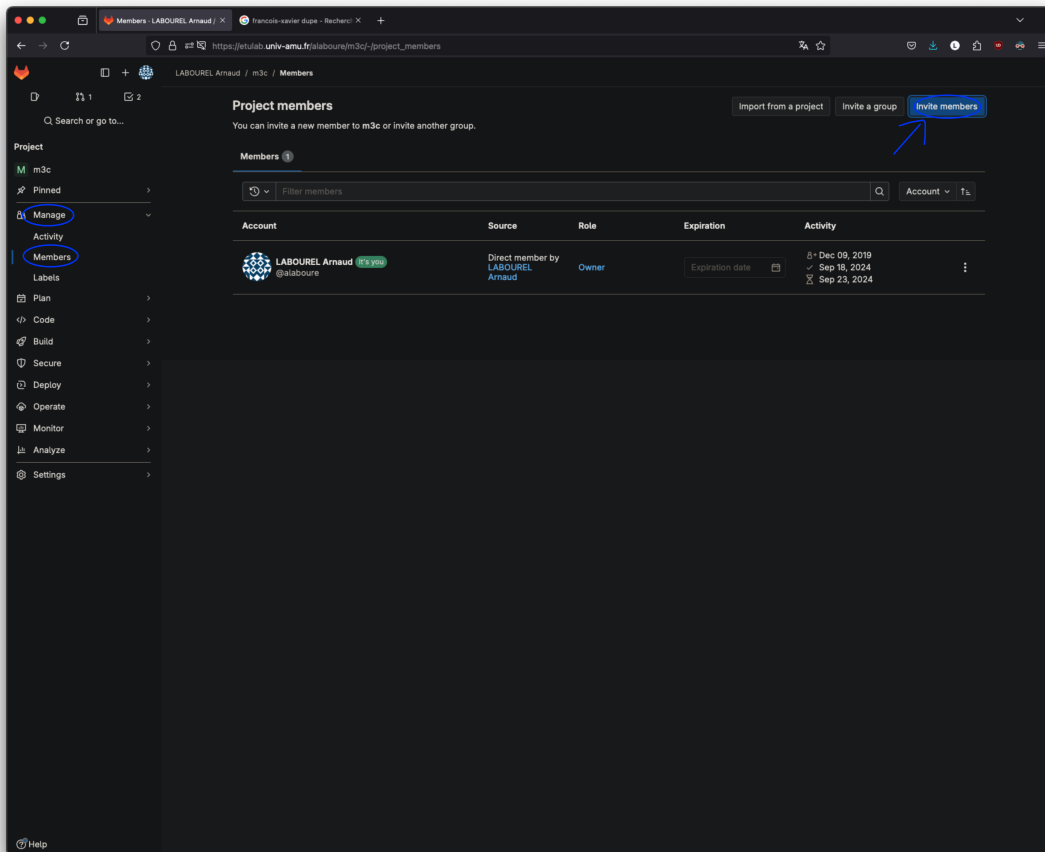 Members · LABOUREL Arnaud /
francois-xavier dupe - Recherc
https://etulab.univ-amu.fr/alaboure/m3c/-/project_members
LABOUREL Arnaud / m3c / Members
1
2
Search or go to...
Project
M m3c
Pinned
Manage
Activity
Members
Labels
Plan
Code
Build
Secure
Deploy
Operate
Monitor
Analyze
Settings
Help
Project members
Import from a project
Invite a group
Invite members
You can invite a new member to m3c or invite another group.
Members 1
Filter members
Account
Account Source Role Expiration Activity
LABOUREL Arnaud It's you
@alaboure
Direct member by
LABOUREL
Arnaud
Owner
Expiration date
Dec 09, 2019
Sep 18, 2024
Sep 23, 2024